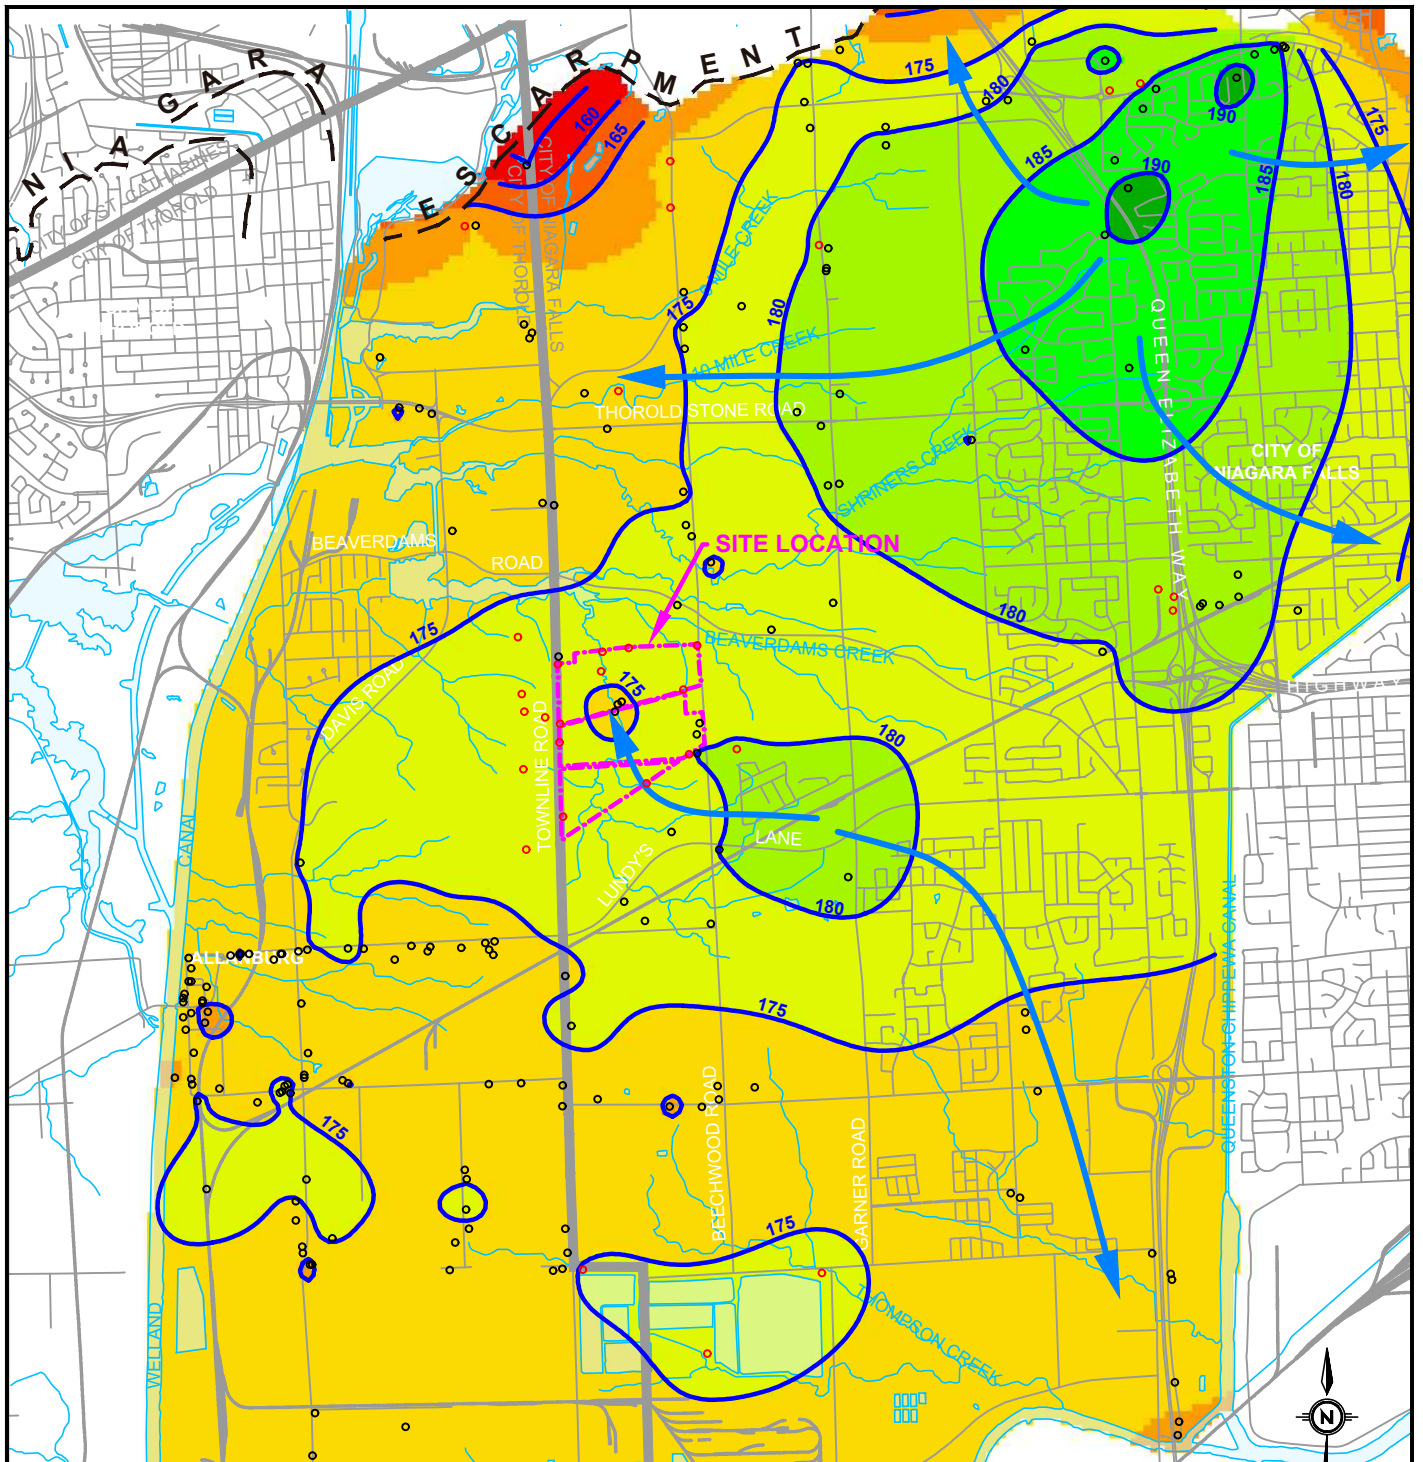 NIAGARA
ESCARPMENT
CITY OF ST. CATHARINES
CITY OF THOROLD
CITY OF NIAGARA FALLS
CITY OF THOROLD
160
165
175
180
185
190
190
185
180
175
175
180
10 MILE CREEK
THOROLD STONE ROAD
SHRINERS CREEK
QUEEN ELIZABETH WAY
CITY OF
NIAGARA FALLS
BEAVERDAMS
ROAD
SITE LOCATION
175
180
BEAVERDAMS CREEK
HIGHWAY
DAVIS ROAD
175
TOWNLINE ROAD
180
LUNDY'S
LANE
180
CANAL
ALLANBURG
175
QUEENSTON-CHIPPEWA CANAL
175
BEECHWOOD ROAD
GARNER ROAD
175
THOMPSON CREEK
WELLAND
N